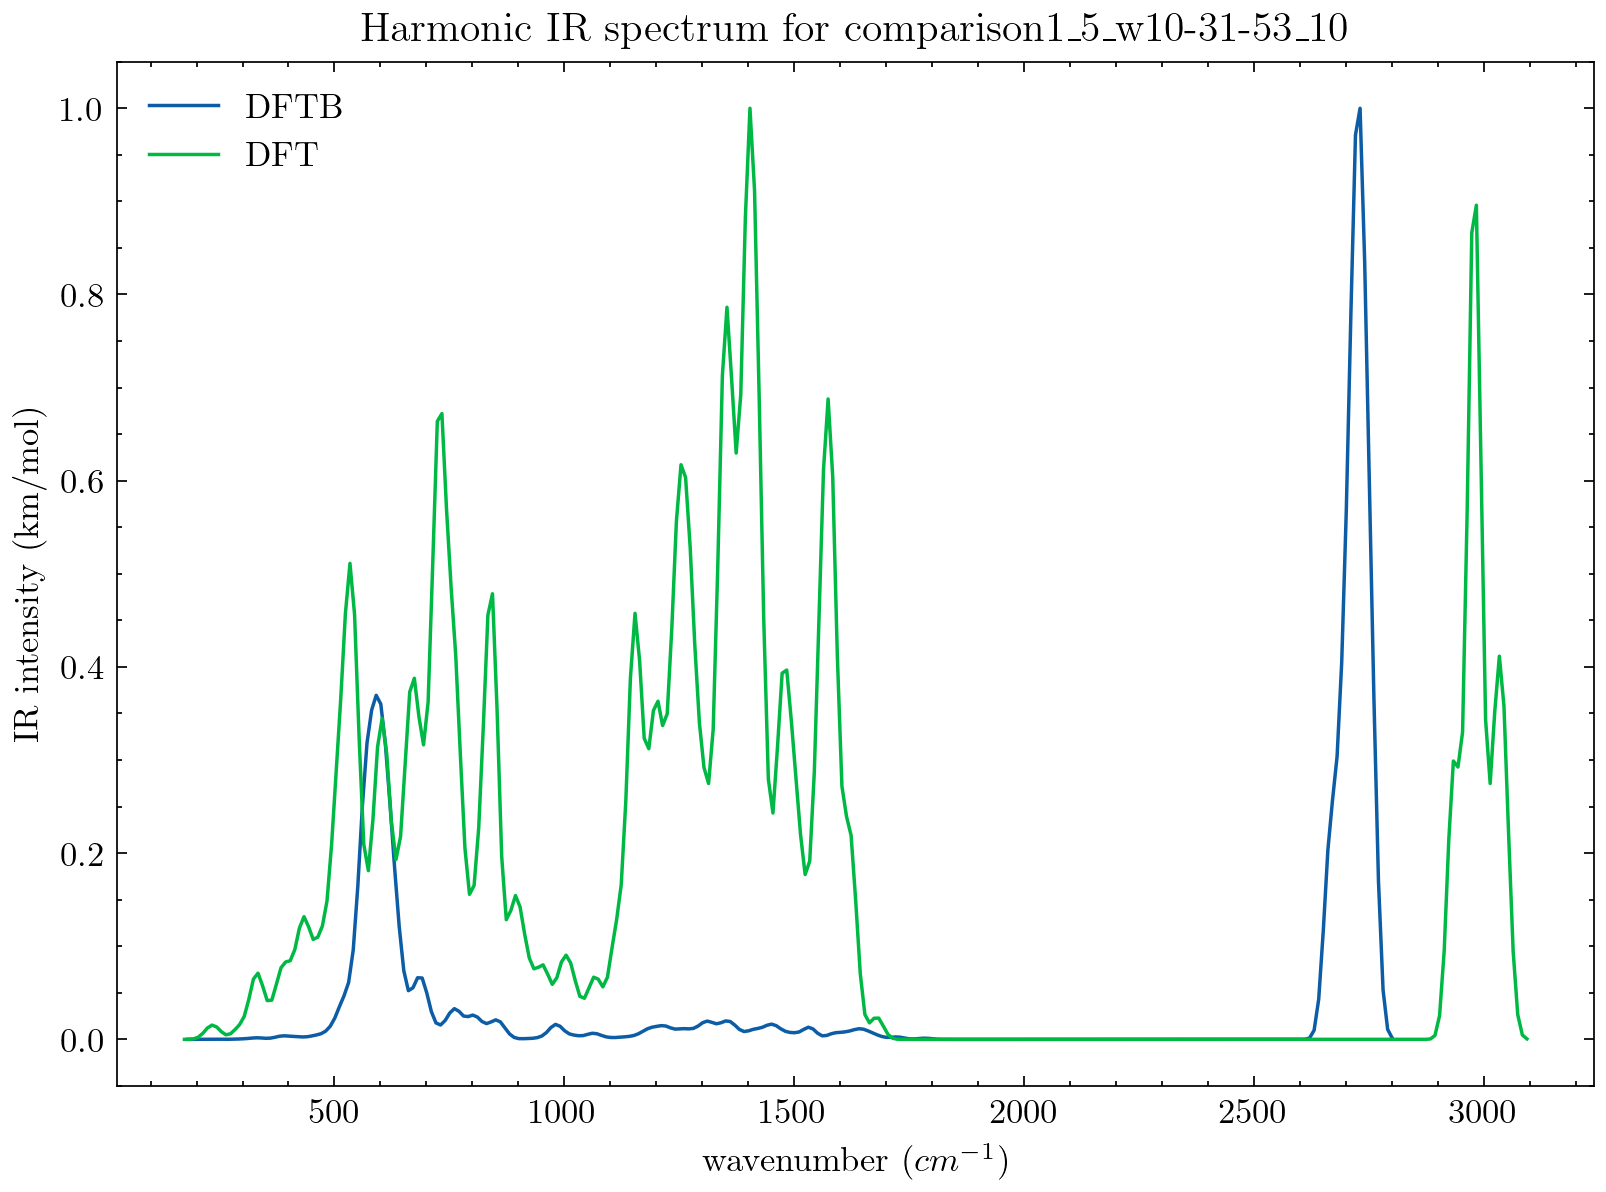 Harmonic IR spectrum for comparison1_5_w10-31-53_10
DFTB
DFT
1.0
0.8
0.6
0.4
0.2
0.0
IR intensity (km/mol)
500 1000 1500 2000 2500 3000
wavenumber (cm⁻¹)